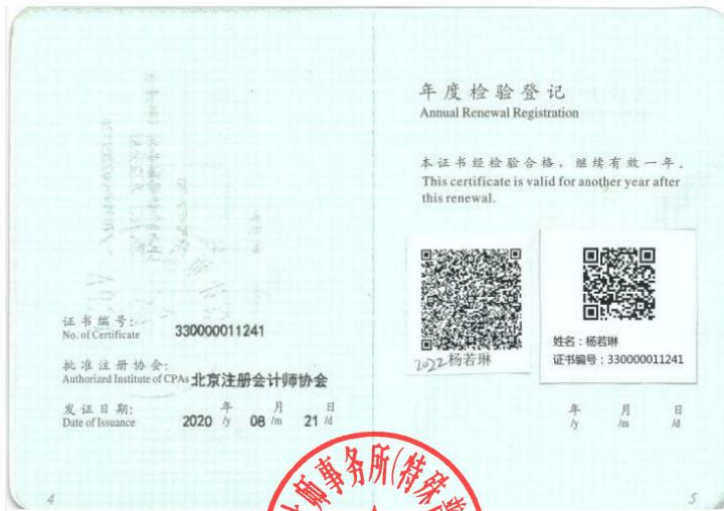 证书编号:
No. of Certificate
330000011241
批准注册协会:
Authorized Institute of CPAs 北京注册会计师协会
发证日期:
Date of Issuance
2020 年 /y 08 月 /m 21 日 /d
4
年度检验登记
Annual Renewal Registration
本证书经检验合格，继续有效一年。
This certificate is valid for another year after
this renewal.
2022 杨若琳
姓名：杨若琳
证书编号：330000011241
年 月 日
/y /m /d
5
师事务所(特殊普